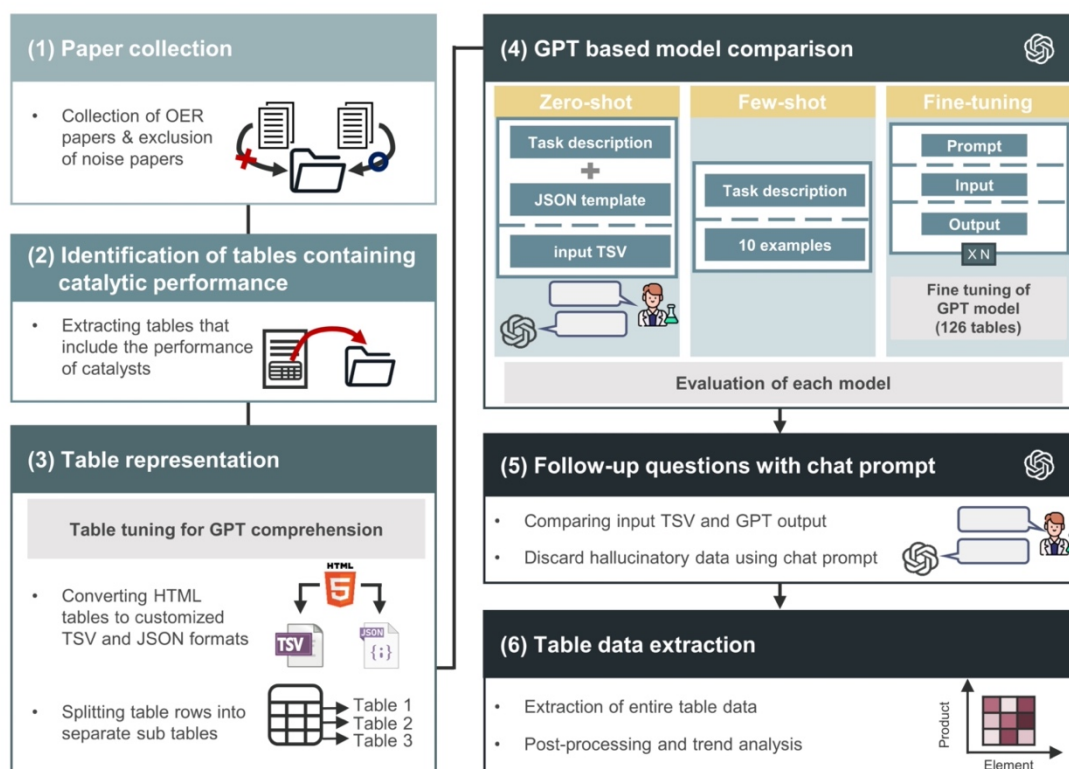 (1) Paper collection
• Collection of OER
papers & exclusion
of noise papers
(2) Identification of tables containing
catalytic performance
• Extracting tables that
include the performance
of catalysts
(3) Table representation
Table tuning for GPT comprehension
• Converting HTML
tables to customized
TSV and JSON formats
HTML
5
TSV
JSON
{;}
• Splitting table rows into
separate sub tables
Table 1
Table 2
Table 3
(4) GPT based model comparison
Zero-shot
Task description
+
JSON template
input TSV
Few-shot
Task description
10 examples
Fine-tuning
Prompt
Input
Output
X N
Fine tuning of
GPT model
(126 tables)
Evaluation of each model
(5) Follow-up questions with chat prompt
• Comparing input TSV and GPT output
• Discard hallucinatory data using chat prompt
(6) Table data extraction
• Extraction of entire table data
• Post-processing and trend analysis
Product
Element